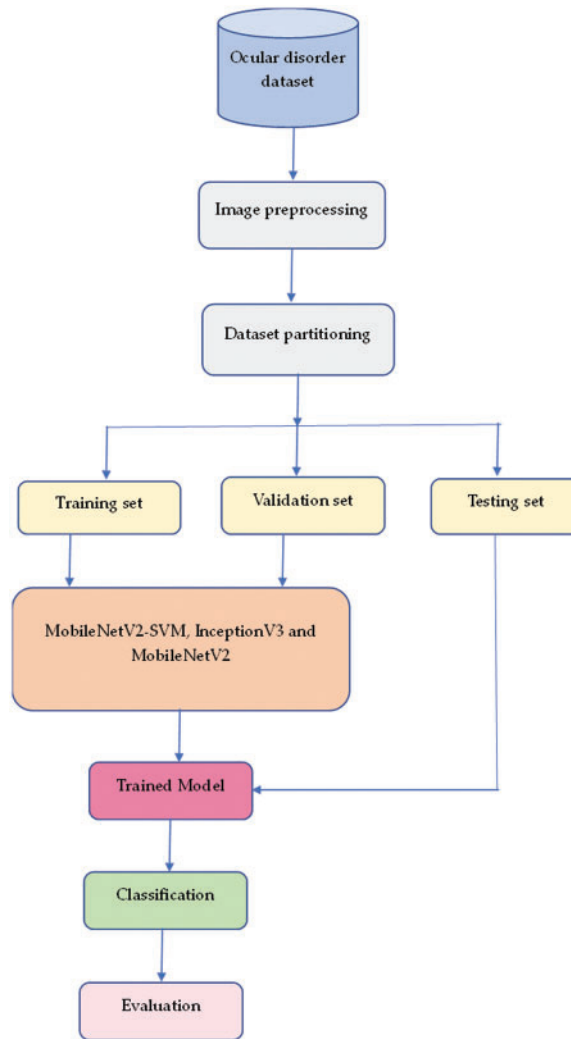 Ocular disorder
dataset
Image preprocessing
Dataset partitioning
Training set
Validation set
Testing set
MobileNetV2-SVM, InceptionV3 and
MobileNetV2
Trained Model
Classification
Evaluation